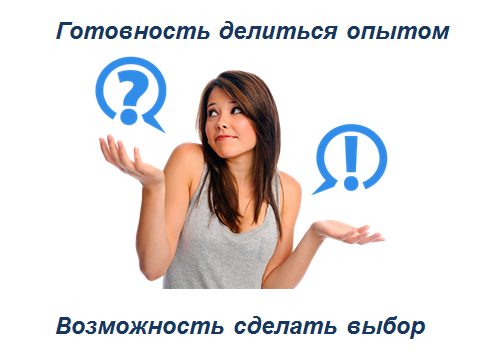 Готовность делиться опытом
?
!
Возможность сделать выбор